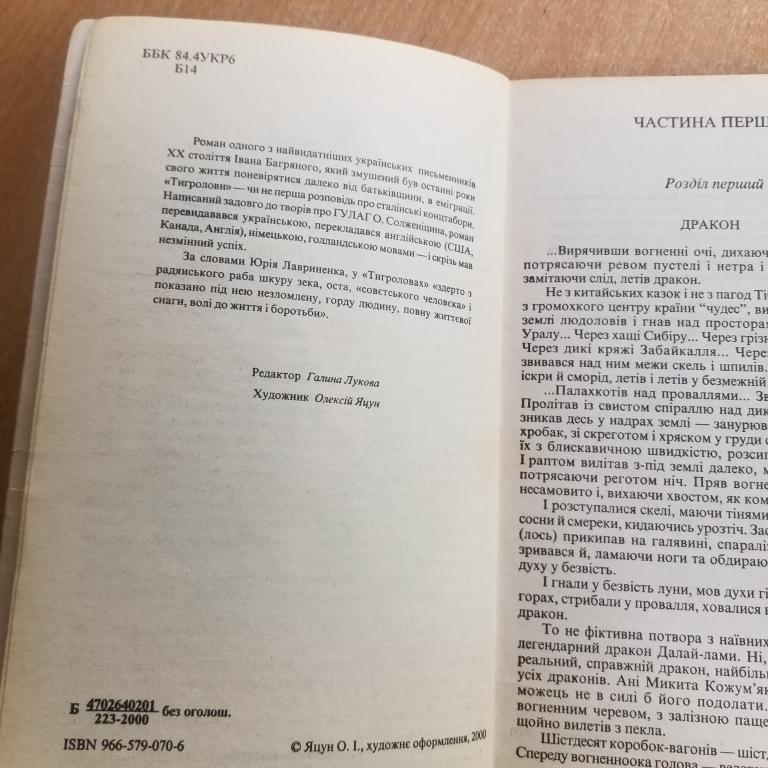 ББК 84.4УКР6
Б14
Роман одного з найвидатніших українських письменників
XX століття Івана Багряного, який змушений був останні роки
свого життя поневірятися далеко від батьківщини, в еміграції.
«Тигролови» — чи не перша розповідь про сталінські концтабори.
Написаний задовго до творів про ГУЛАГ О. Солженіцина, роман
перевидавався українською, перекладався англійською (США,
Канада, Англія), німецькою, голландською мовами — і скрізь мав
незмінний успіх.
За словами Юрія Лавриненка, у «Тигроловах» «здерто з
радянського раба шкуру зека, оста, «совєтського человєка» і
показано під нею незломлену, горду людину, повну життєвої
снаги, волі до життя і боротьби».
Редактор Галина Лукова
Художник Олексій Яцун
Б 4702640201 без оголош.
223-2000
ISBN 966-579-070-6
© Яцун О. І., художнє оформлення, 2000
ЧАСТИНА ПЕРШ
Розділ перший
ДРАКОН
...Вирячивши вогненні очі, дихаюч
потрясаючи ревом пустелі і нетра і
замітаючи слід, летів дракон.
Не з китайських казок і не з пагод Тіб
з громохкого центру країни “чудес”, ви
землі людоловів і гнав над просторам
Уралу... Через хащі Сибіру... Через грізн
Через дикі кряжі Забайкалля... Через
звивався над ним межи скель і шпилів.
іскри й сморід, летів і летів у безмежній
...Палахкотів над проваллями... Зв
Пролітав із свистом спіраллю над дик
зникав десь у надрах землі — занурюв
хробак, зі скреготом і хряском у груди с
їх з блискавичною швидкістю, розсип
І раптом вилітав з-під землі далеко, м
потрясаючи реготом ніч. Пряв вогне
несамовито і, вихаючи хвостом, як ком
І розступалися скелі, маючи тінями
сосни й смереки, кидаючись урозтіч. Зас
(лось) прикипав на галявині, спараліз
зривався й, ламаючи ноги та обдираю
духу у безвість.
І гнали у безвість луни, мов духи гі
горах, стрибали у провалля, ховалися в
дракон.
То не фіктивна потвора з наївних
легендарний дракон Далай-лами. Ні,
реальний, справжній дракон, найбіль
усіх драконів. Ані Микита Кожум’як
можець не в силі б його подолати.
вогненним черевом, з залізною паще
щойно вилетів з пекла.
Шістдесят коробок-вагонів — шістд
Спереду вогненноока голова —